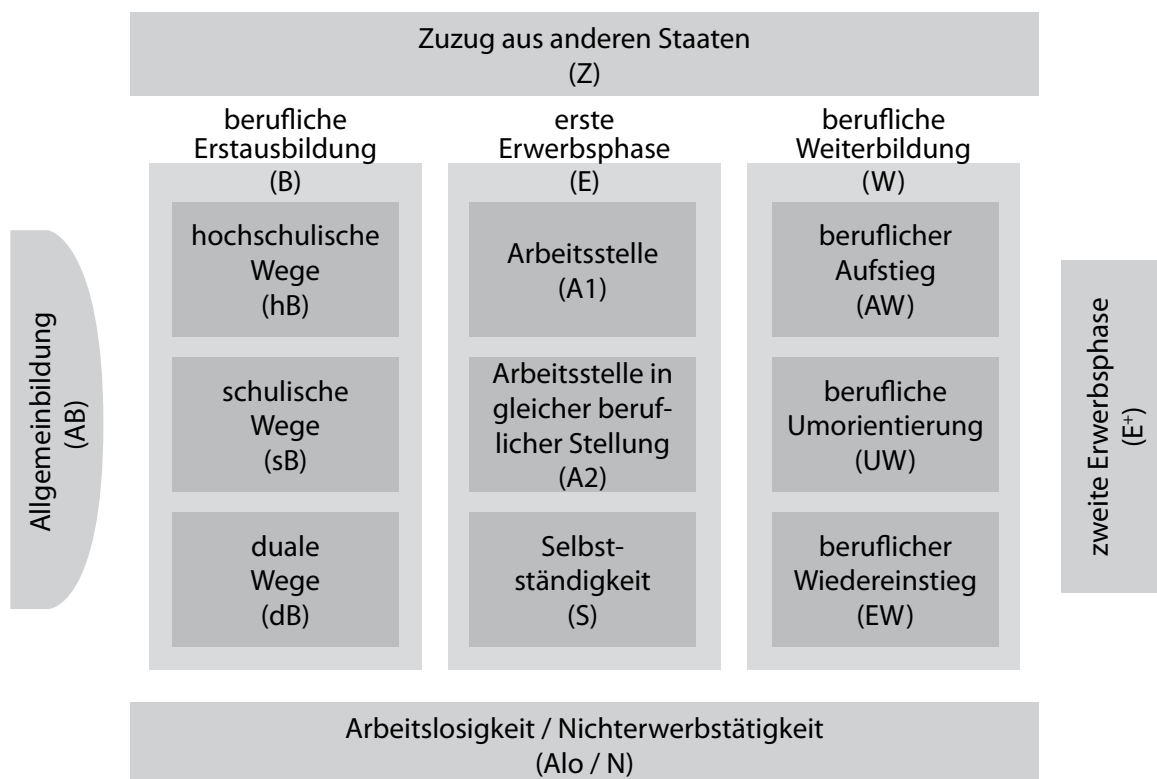 Zuzug aus anderen Staaten
(Z)
Allgemeinbildung
(AB)
berufliche
Erstausbildung
(B)
hochschulische
Wege
(hB)
schulische
Wege
(sB)
duale
Wege
(dB)
erste
Erwerbsphase
(E)
Arbeitsstelle
(A1)
Arbeitsstelle in
gleicher beruf-
licher Stellung
(A2)
Selbst-
ständigkeit
(S)
berufliche
Weiterbildung
(W)
beruflicher
Aufstieg
(AW)
berufliche
Umorientierung
(UW)
beruflicher
Wiedereinstieg
(EW)
zweite Erwerbsphase
(E⁺)
Arbeitslosigkeit / Nichterwerbstätigkeit
(Alo / N)